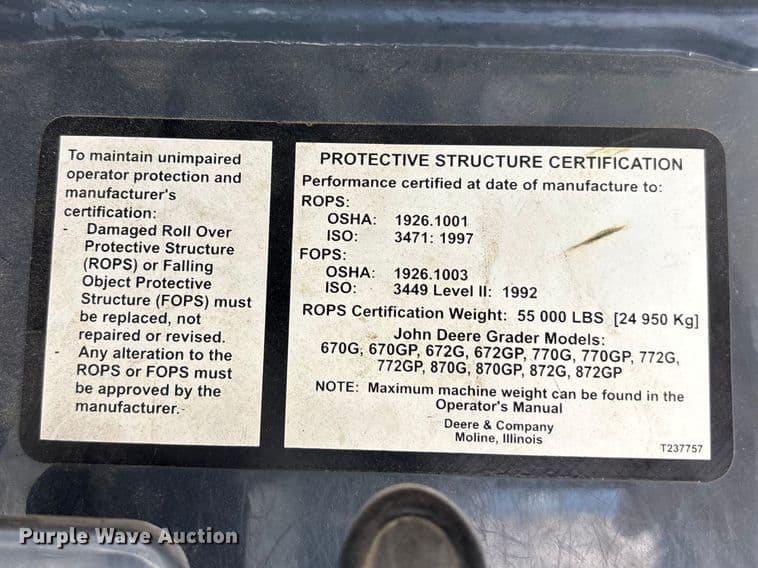 To maintain unimpaired
operator protection and
manufacturer's
certification:
- Damaged Roll Over
Protective Structure
(ROPS) or Falling
Object Protective
Structure (FOPS) must
be replaced, not
repaired or revised.
- Any alteration to the
ROPS or FOPS must
be approved by the
manufacturer.
PROTECTIVE STRUCTURE CERTIFICATION
Performance certified at date of manufacture to:
ROPS:
OSHA: 1926.1001
ISO: 3471: 1997
FOPS:
OSHA: 1926.1003
ISO: 3449 Level II: 1992
ROPS Certification Weight: 55 000 LBS [24 950 Kg]
John Deere Grader Models:
670G, 670GP, 672G, 672GP, 770G, 770GP, 772G,
772GP, 870G, 870GP, 872G, 872GP
NOTE: Maximum machine weight can be found in the
Operator's Manual
Deere & Company
Moline, Illinois
T237757
Purple Wave Auction